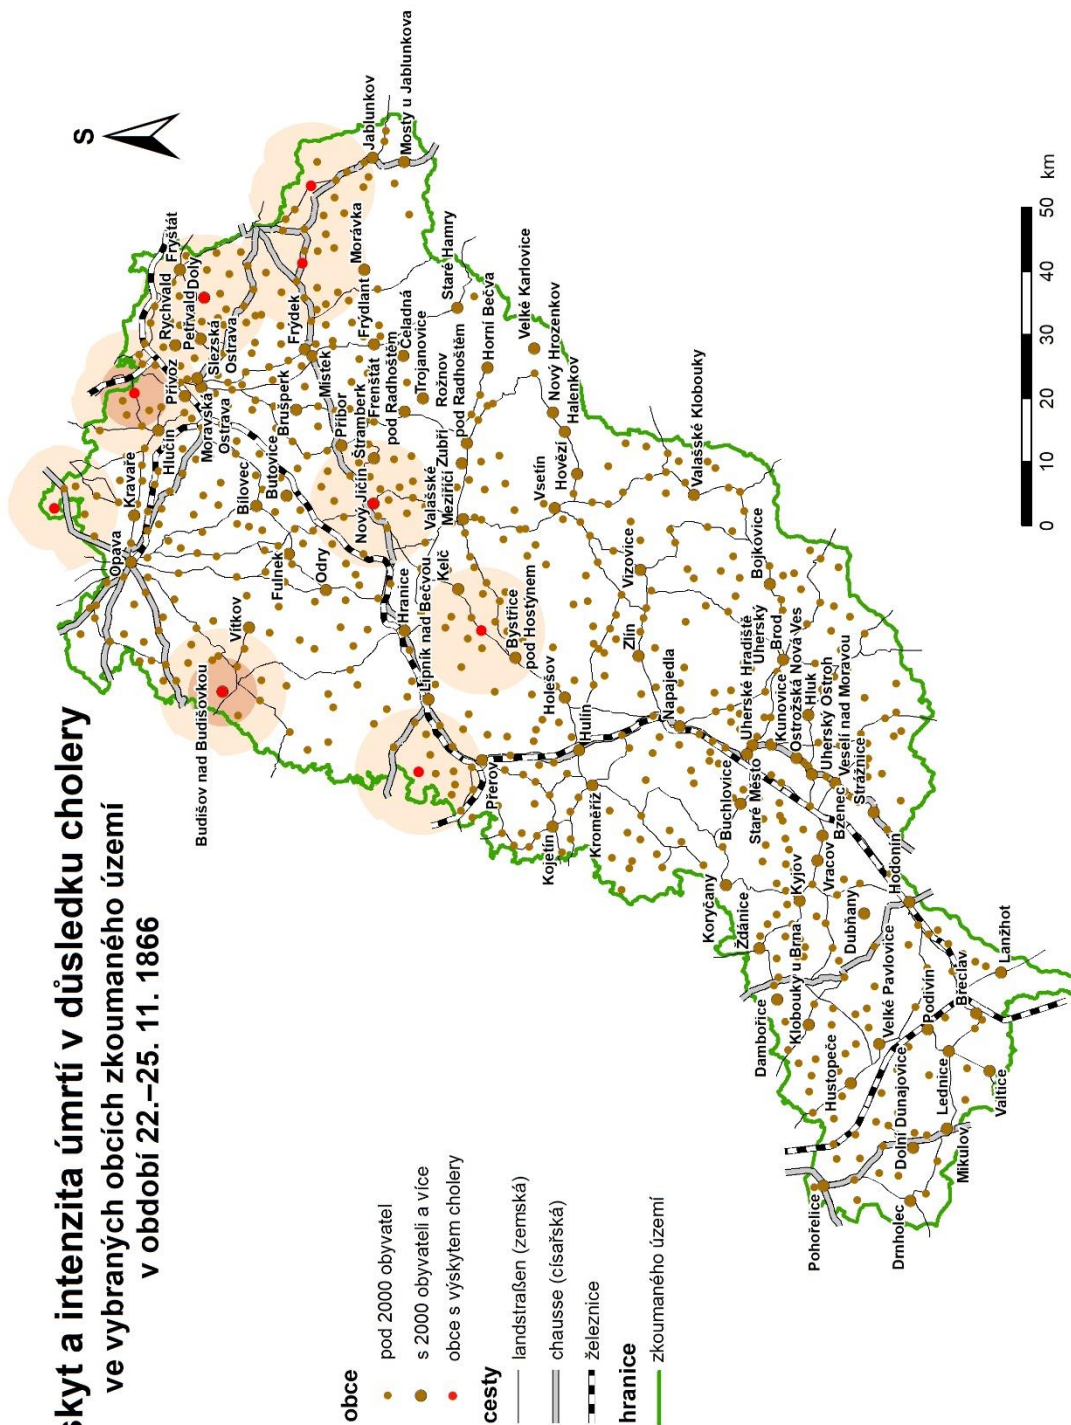 skyt a intenzita úmrtí v důsledku cholery
ve vybraných obcích zkoumaného území
v období 22.–25. 11. 1866
S
Opava
Kravaře
Hlučín
Přívoz
Rychvald
Petřvald
Doly
Fryštát
Slezská
Ostrava
Moravská
Ostrava
Budišov nad Budišovkou
Vítkov
Bílovec
Butovice
Brušperk
Fulnek
Odry
Frýdek
Místek
Příbor
Štramberk
Nový Jičín
Frenštát
pod Radhoštěm
Frýdlant
Morávka
Čeladná
Trojanovice
Jablunkov
Mosty u Jablunkova
Staré Hamry
Hranice
Lipník nad Bečvou
Kelč
Valašské
Meziříčí
Zubří
Rožnov
pod Radhoštěm
Horní Bečva
Velké Karlovice
Bystřice
pod Hostýnem
Přerov
Holešov
Hulín
Kojetín
Kroměříž
Vsetín
Hovězí
Halenkov
Nový Hrozenkov
Zlín
Vizovice
Napajedla
Valašské Klobouky
Bojkovice
Uherské Hradiště
Uherský
Brod
Kunovice
Ostrožská Nová Ves
Hluk
Uherský Ostroh
Veselí nad Moravou
Strážnice
Buchlovice
Staré Město
Bzenec
Vracov
Kyjov
Koryčany
Ždánice
Dubňany
Hodonín
Dambořice
Klobouky u Brna
Velké Pavlovice
Hustopeče
Podivín
Břeclav
Lanžhot
Lednice
Valtice
Dolní Dunajovice
Mikulov
Pohořelice
Drnholec
obce
pod 2000 obyvatel
s 2000 obyvateli a více
obce s výskytem cholery
cesty
landstraßen (zemská)
chausse (císařská)
železnice
hranice
zkoumaného území
0 10 20 30 40 50 km